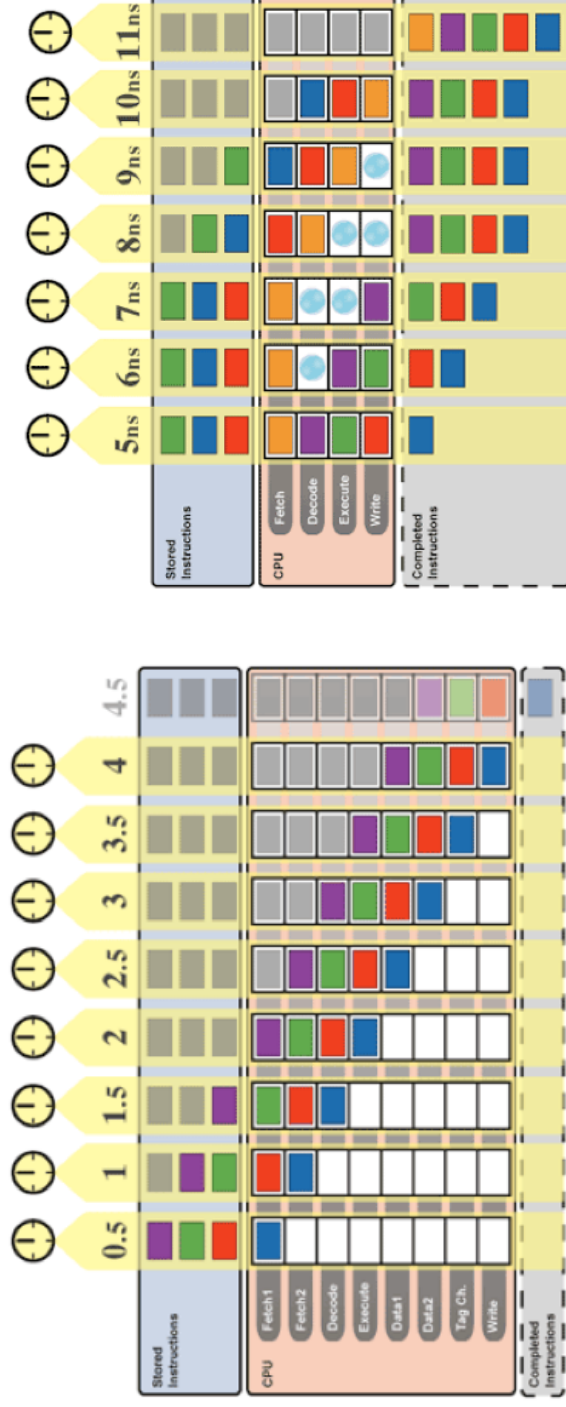 5ns 6ns 7ns 8ns 9ns 10ns 11ns
Stored
Instructions
CPU
Fetch
Decode
Execute
Write
Completed
Instructions
0.5 1 1.5 2 2.5 3 3.5 4 4.5
Stored
Instructions
CPU
Fetch1
Fetch2
Decode
Execute
Data1
Data2
Tag Ch.
Write
Completed
Instructions